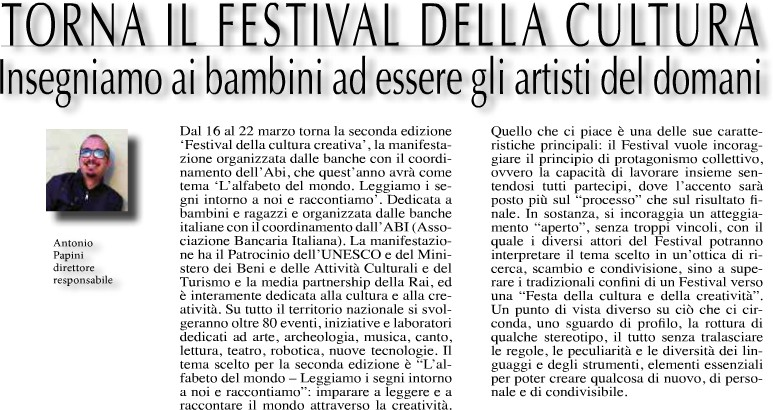 TORNA IL FESTIVAL DELLA CULTURA
Insegniamo ai bambini ad essere gli artisti del domani
Antonio
Papini
direttore
responsabile
Dal 16 al 22 marzo torna la seconda edizione
‘Festival della cultura creativa’, la manifesta-
zione organizzata dalle banche con il coordi-
namento dell’Abi, che quest’anno avrà come
tema ‘L’alfabeto del mondo. Leggiamo i se-
gni intorno a noi e raccontiamo’. Dedicata a
bambini e ragazzi e organizzata dalle banche
italiane con il coordinamento dall’ABI (Asso-
ciazione Bancaria Italiana). La manifestazio-
ne ha il Patrocinio dell’UNESCO e del Mini-
stero dei Beni e delle Attività Culturali e del
Turismo e la media partnership della Rai, ed
è interamente dedicata alla cultura e alla cre-
atività. Su tutto il territorio nazionale si svol-
geranno oltre 80 eventi, iniziative e laboratori
dedicati ad arte, archeologia, musica, canto,
lettura, teatro, robotica, nuove tecnologie. Il
tema scelto per la seconda edizione è “L’al-
fabeto del mondo – Leggiamo i segni intorno
a noi e raccontiamo”: imparare a leggere e a
raccontare il mondo attraverso la creatività.
Quello che ci piace è una delle sue caratte-
ristiche principali: il Festival vuole incorag-
giare il principio di protagonismo collettivo,
ovvero la capacità di lavorare insieme sen-
tendosi tutti partecipi, dove l’accento sarà
posto più sul “processo” che sul risultato fi-
nale. In sostanza, si incoraggia un atteggia-
mento “aperto”, senza troppi vincoli, con il
quale i diversi attori del Festival potranno
interpretare il tema scelto in un’ottica di ri-
cerca, scambio e condivisione, sino a supe-
rare i tradizionali confini di un Festival verso
una “Festa della cultura e della creatività”.
Un punto di vista diverso su ciò che ci cir-
conda, uno sguardo di profilo, la rottura di
qualche stereotipo, il tutto senza tralasciare
le regole, le peculiarità e le diversità dei lin-
guaggi e degli strumenti, elementi essenziali
per poter creare qualcosa di nuovo, di perso-
nale e di condivisibile.